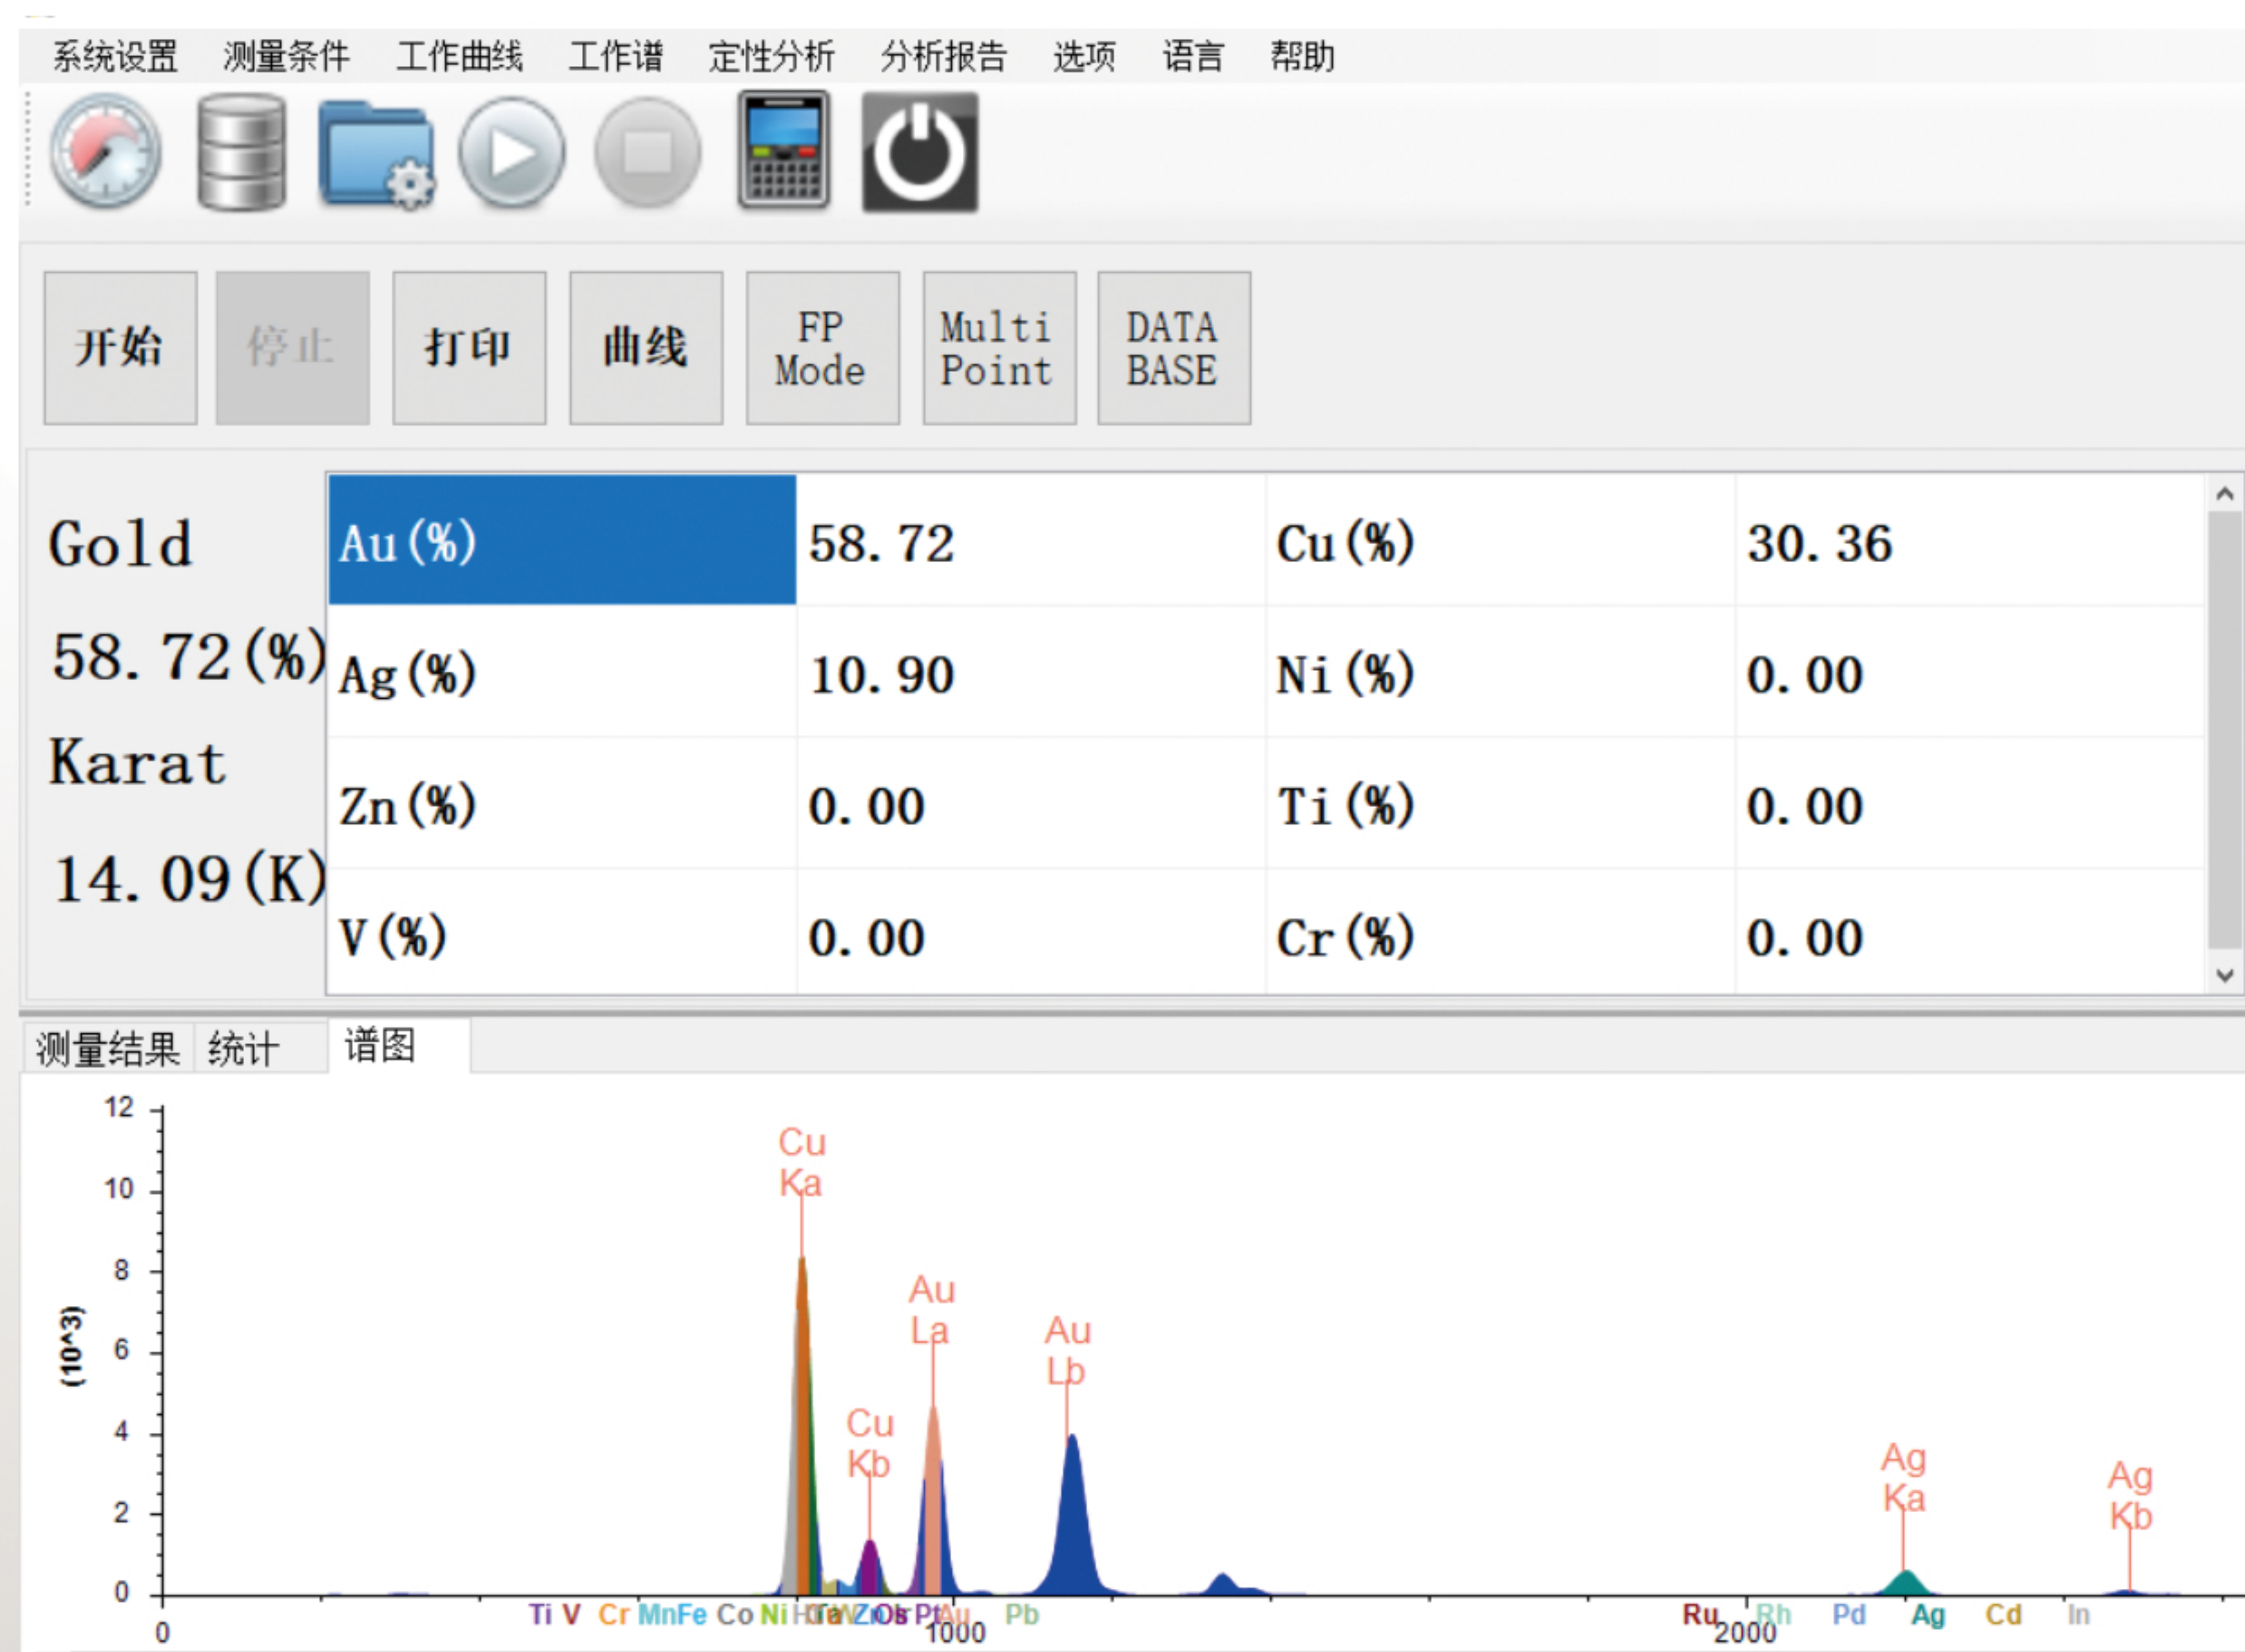 系统设置 测量条件 工作曲线 工作谱 定性分析 分析报告 选项 语言 帮助
开始 停止 打印 曲线 FP Mode Multi Point DATA BASE
Gold
58.72(%)
Karat
14.09(K)
Au(%) 58.72 Cu(%) 30.36
Ag(%) 10.90 Ni(%) 0.00
Zn(%) 0.00 Ti(%) 0.00
V(%) 0.00 Cr(%) 0.00
测量结果 统计 谱图
12
10
8
6
4
2
0
(10^3)
Cu Ka
Cu Kb
Au La
Au Lb
Ag Ka
Ag Kb
Ti V Cr Mn Fe Co Ni Zn Os Pt Au Pb Ru Rh Pd Ag Cd In
0 1000 2000